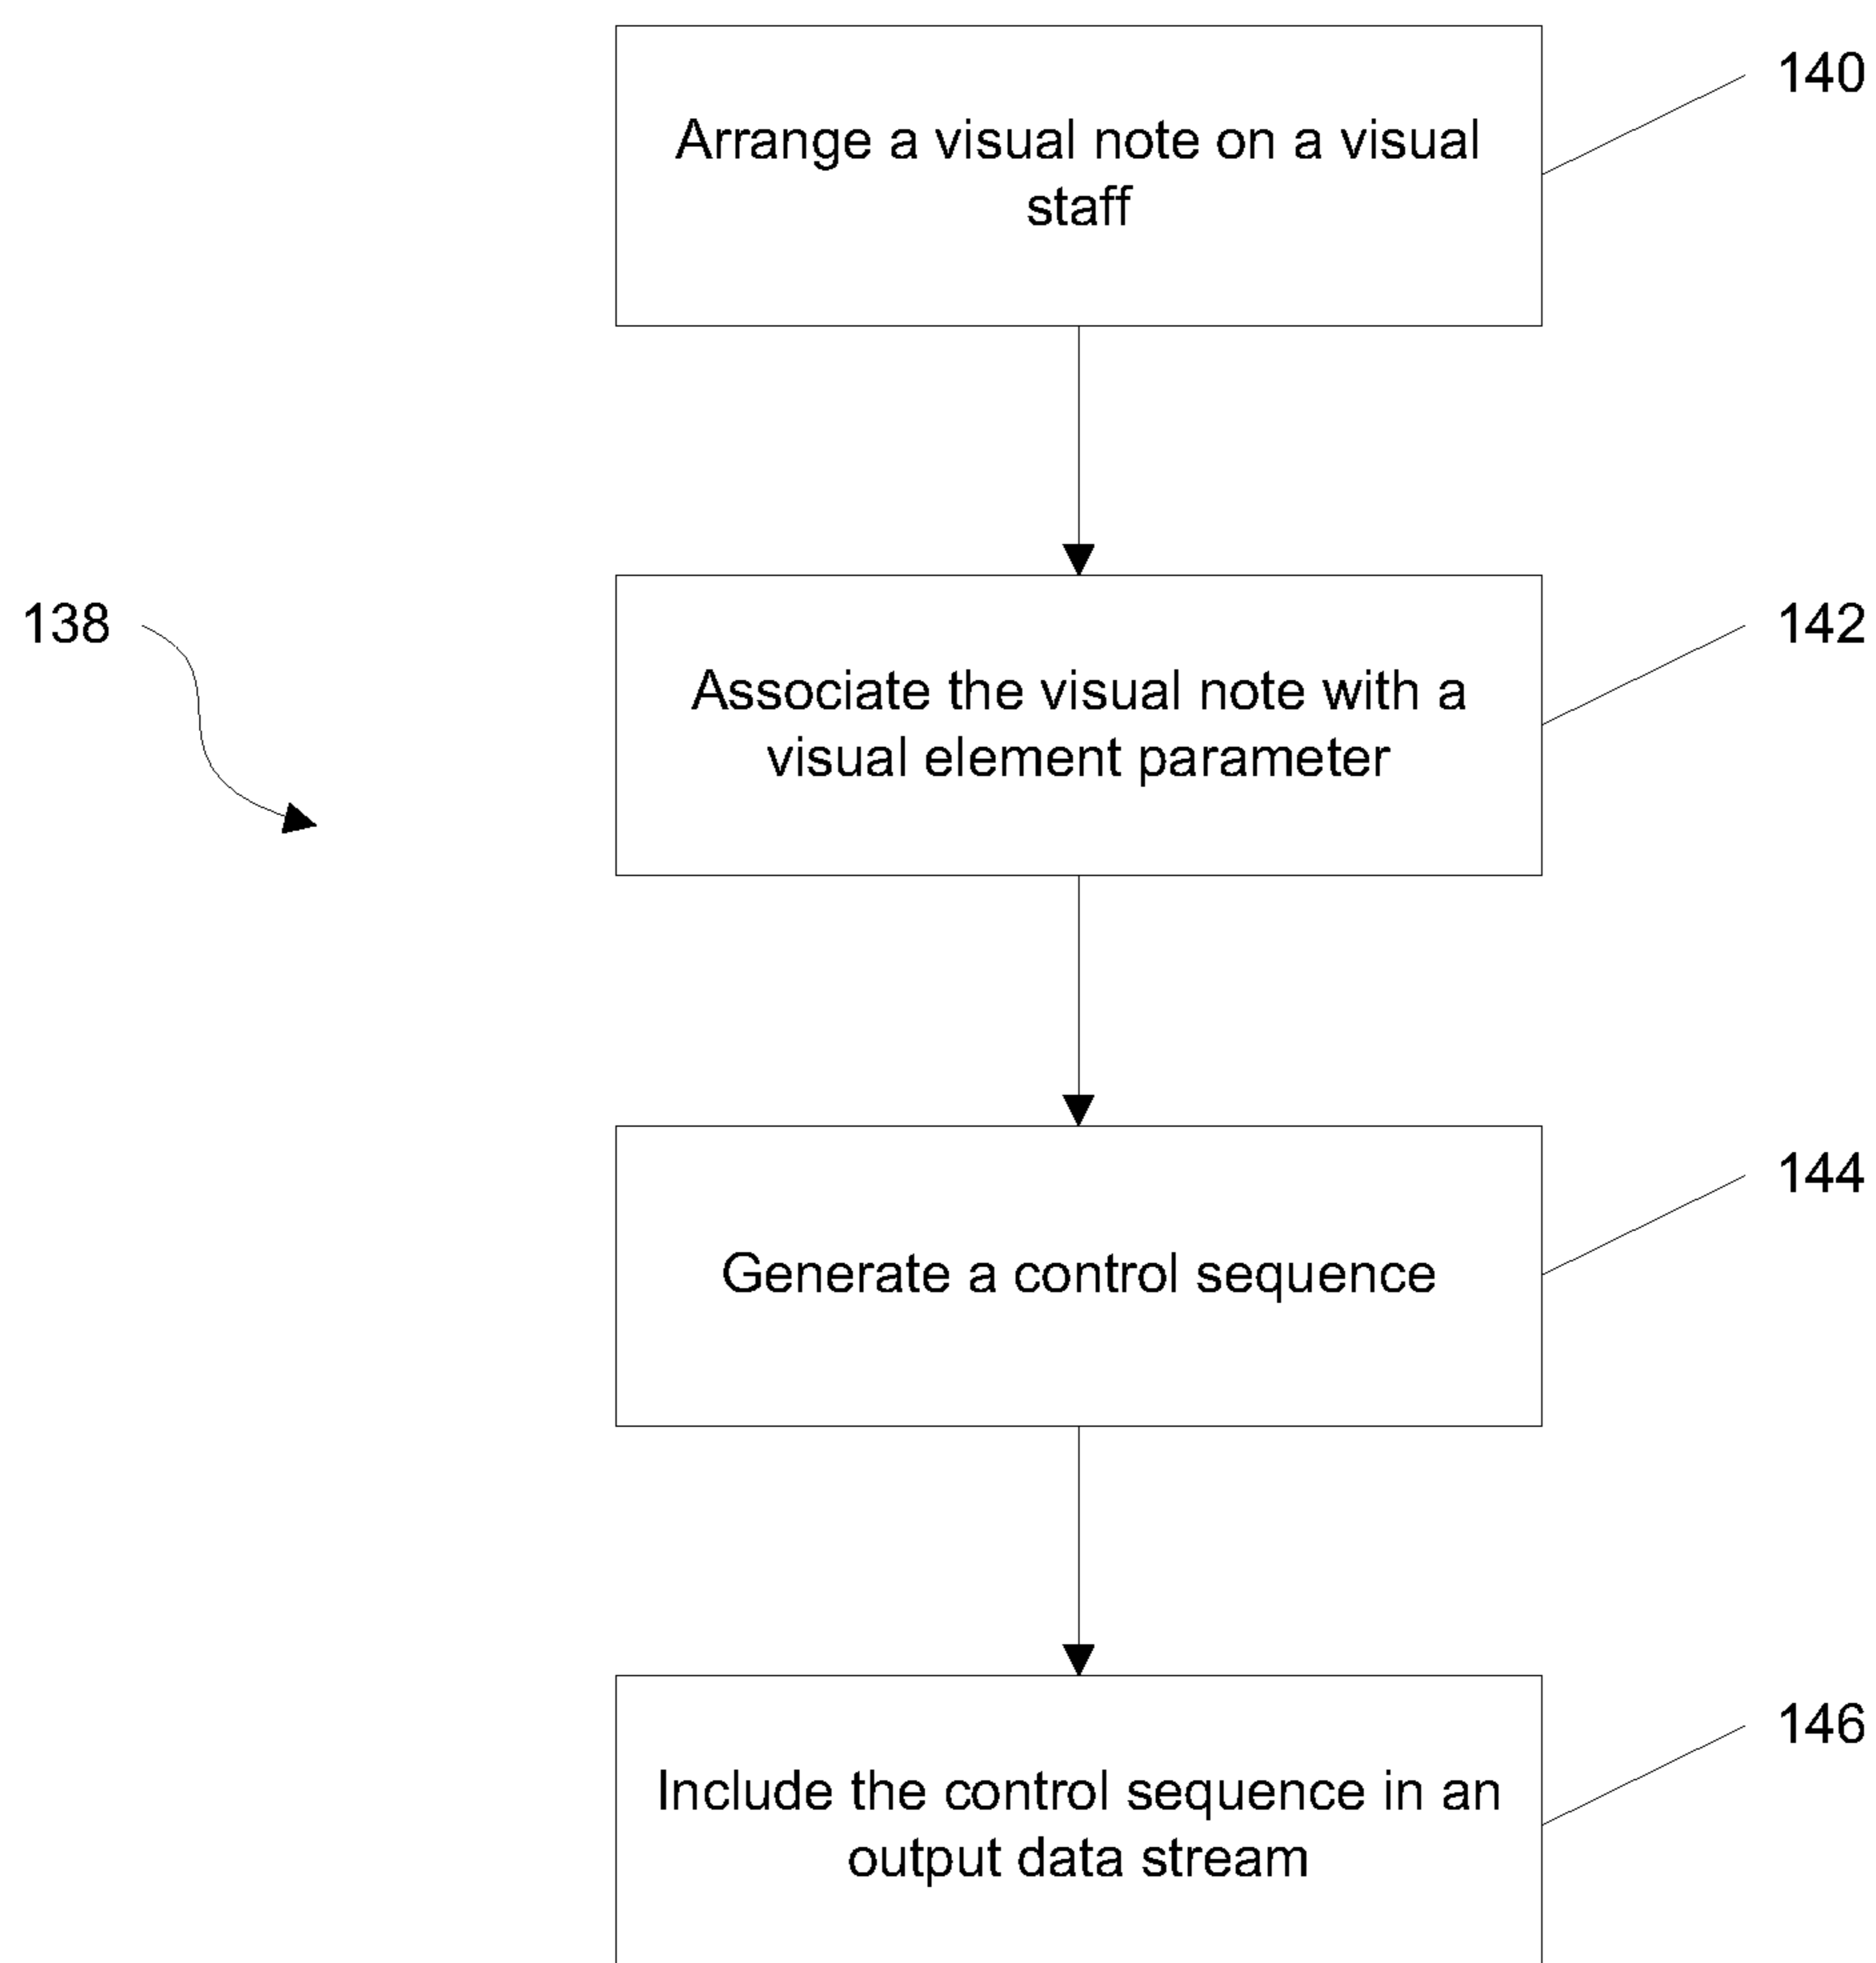 140
Arrange a visual note on a visual
staff
138
142
Associate the visual note with a
visual element parameter
144
Generate a control sequence
146
Include the control sequence in an
output data stream